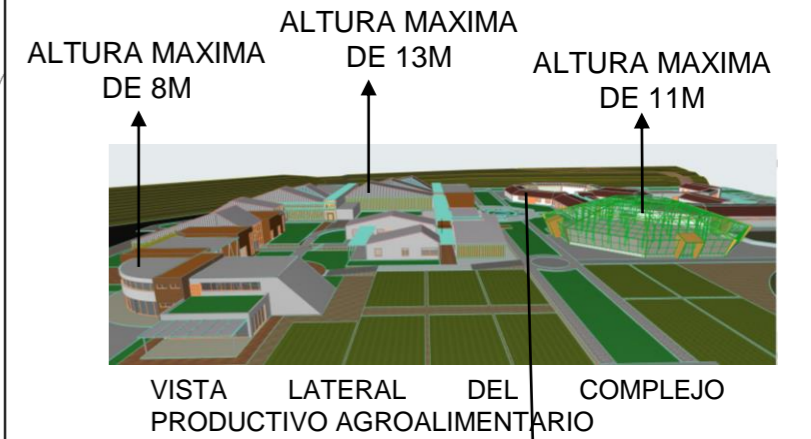 ALTURA MAXIMA
DE 13M
ALTURA MAXIMA
DE 8M
ALTURA MAXIMA
DE 11M
VISTA LATERAL DEL COMPLEJO
PRODUCTIVO AGROALIMENTARIO